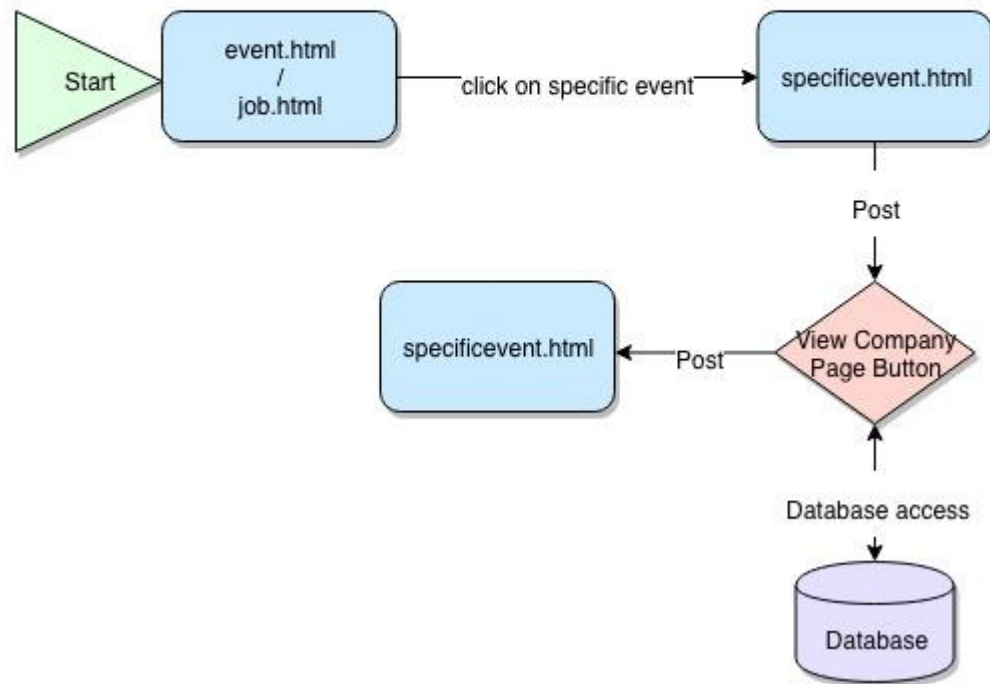 Start
event.html
/
job.html
click on specific event
specificevent.html
Post
View Company
Page Button
Post
specificevent.html
Database access
Database